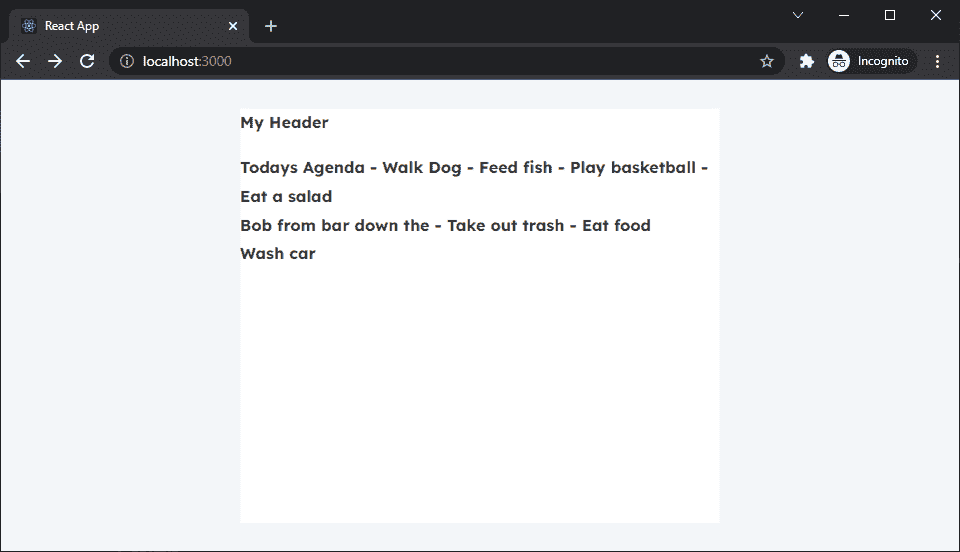 React App
localhost:3000
Incognito
My Header
Todays Agenda - Walk Dog - Feed fish - Play basketball -
Eat a salad
Bob from bar down the - Take out trash - Eat food
Wash car